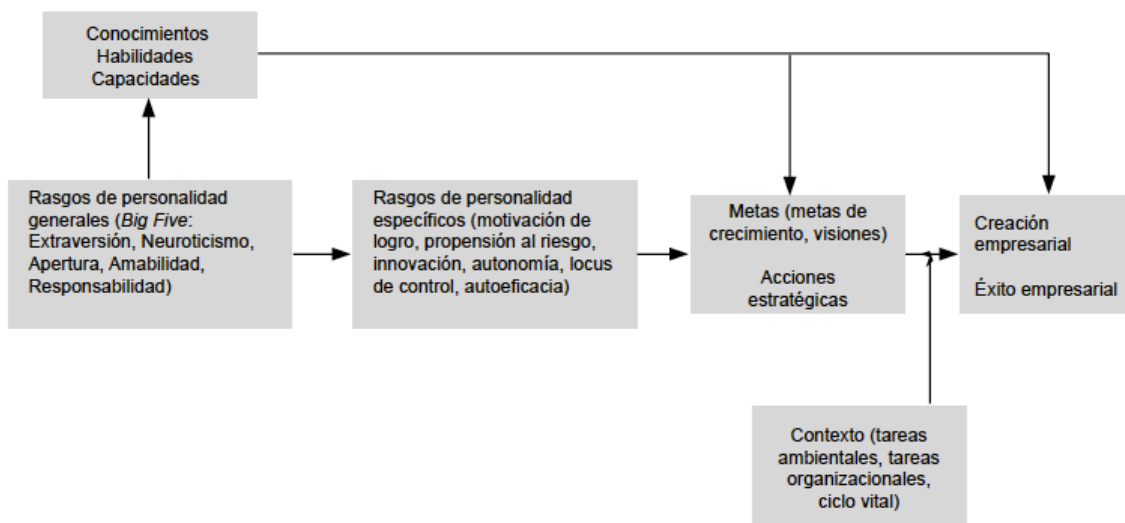 Conocimientos
Habilidades
Capacidades
Rasgos de personalidad
generales (Big Five:
Extraversión, Neuroticismo,
Apertura, Amabilidad,
Responsabilidad)
Rasgos de personalidad
específicos (motivación de
logro, propensión al riesgo,
innovación, autonomía, locus
de control, autoeficacia)
Metas (metas de
crecimiento, visiones)
Acciones
estratégicas
Creación
empresarial
Éxito empresarial
Contexto (tareas
ambientales, tareas
organizacionales,
ciclo vital)